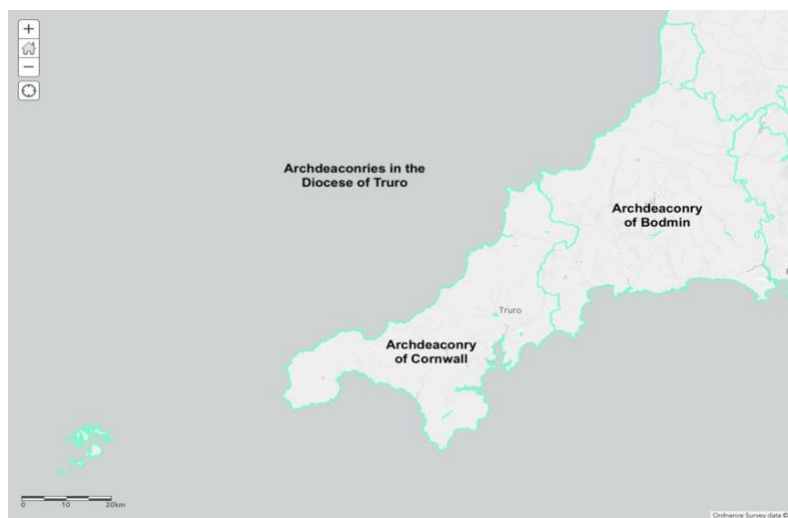 +
−
Archdeaconries in the
Diocese of Truro
Archdeaconry
of Bodmin
Truro
Archdeaconry
of Cornwall
0 10 20km
Ordnance Survey data ©